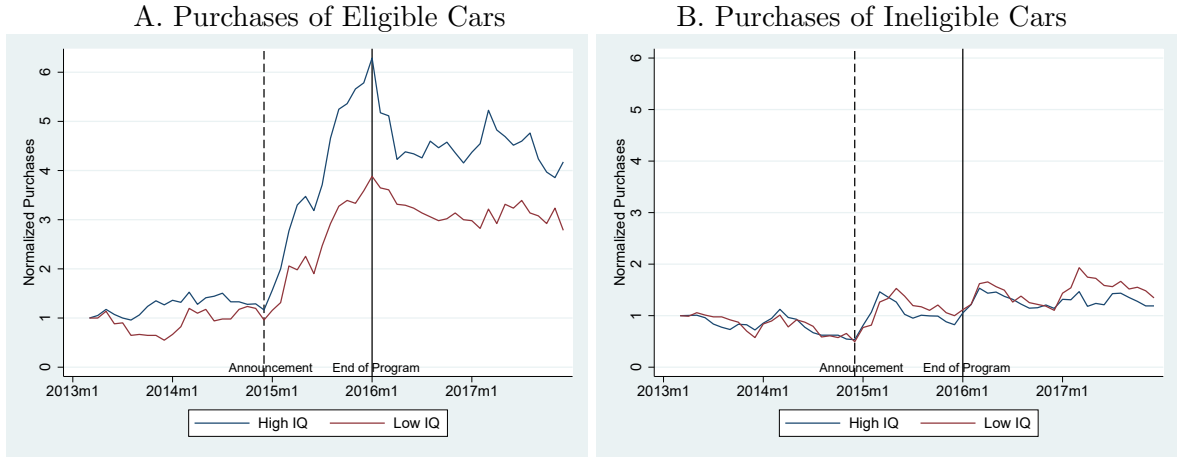 A. Purchases of Eligible Cars
Normalized Purchases
6
5
4
3
2
1
0
Announcement
End of Program
2013m1
2014m1
2015m1
2016m1
2017m1
High IQ
Low IQ
B. Purchases of Ineligible Cars
Normalized Purchases
6
5
4
3
2
1
0
Announcement
End of Program
2013m1
2014m1
2015m1
2016m1
2017m1
High IQ
Low IQ